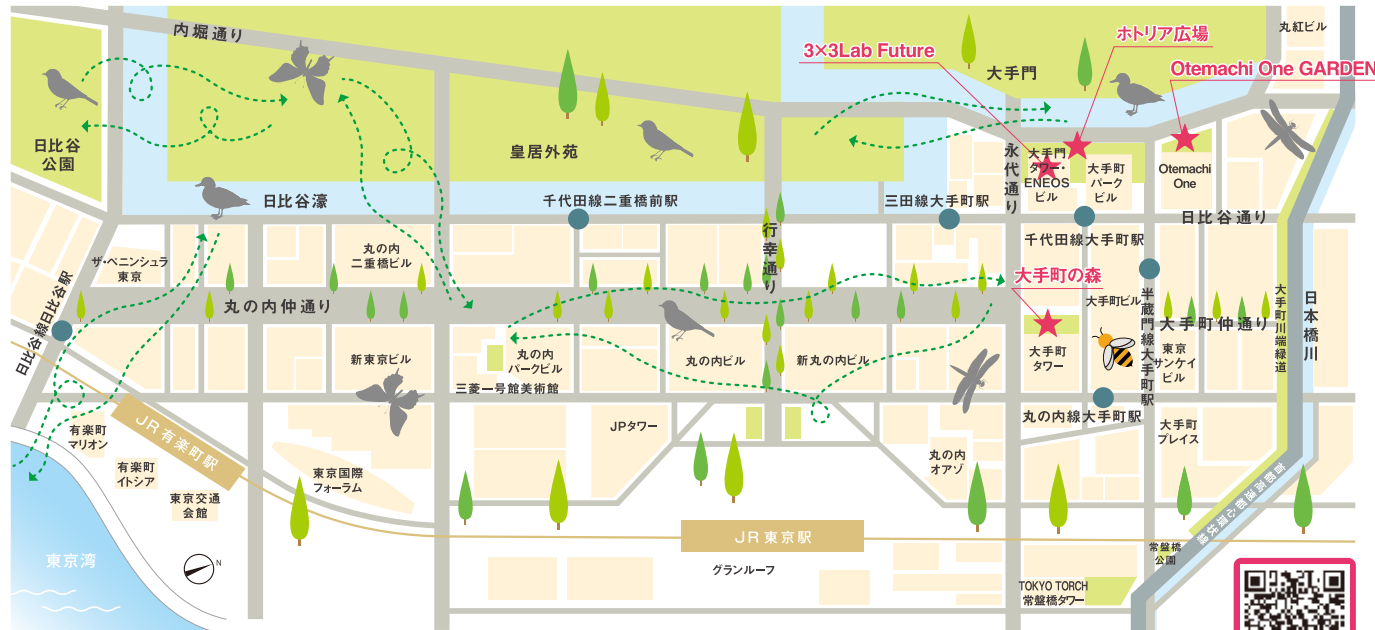 内堀通り
丸紅ビル
ホトリア広場
3×3Lab Future
大手門
Otemachi One GARDEN
日比谷
公園
皇居外苑
永代通り
大手門
タワー・
ENEOS
ビル
大手町
パーク
ビル
Otemachi
One
日比谷濠
千代田線二重橋前駅
三田線大手町駅
日比谷通り
行幸通り
千代田線大手町駅
ザ・ペニンシュラ
東京
丸の内
二重橋ビル
大手町の森
日比谷線日比谷駅
丸の内仲通り
大手町ビル
半蔵門線大手町駅
大手町仲通り
大手町川端緑道
日本橋川
新東京ビル
丸の内
パークビル
三菱一号館美術館
丸の内ビル
新丸の内ビル
大手町
タワー
東京
サンケイ
ビル
丸の内線大手町駅
有楽町
マリオン
JR有楽町駅
JPタワー
大手町
プレイス
有楽町
イトシア
東京国際
フォーラム
丸の内
オアゾ
東京交通
会館
首都高速都心環状線
JR東京駅
東京湾
N
グランルーフ
常盤橋
公園
TOKYO TORCH
常盤橋タワー